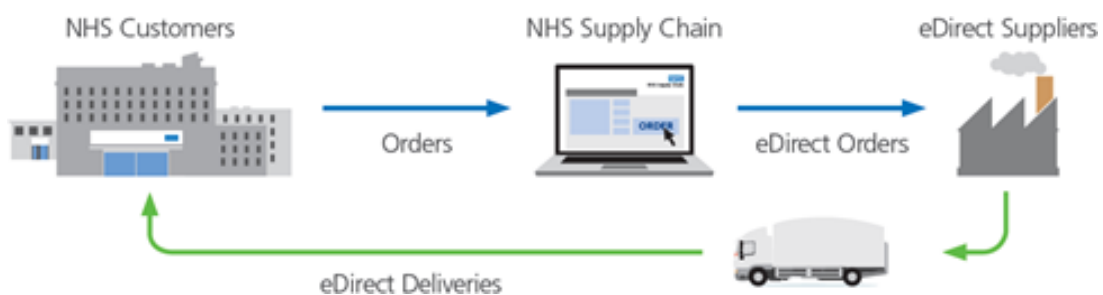 NHS Customers
NHS Supply Chain
eDirect Suppliers
ORDER
Orders
eDirect Orders
eDirect Deliveries